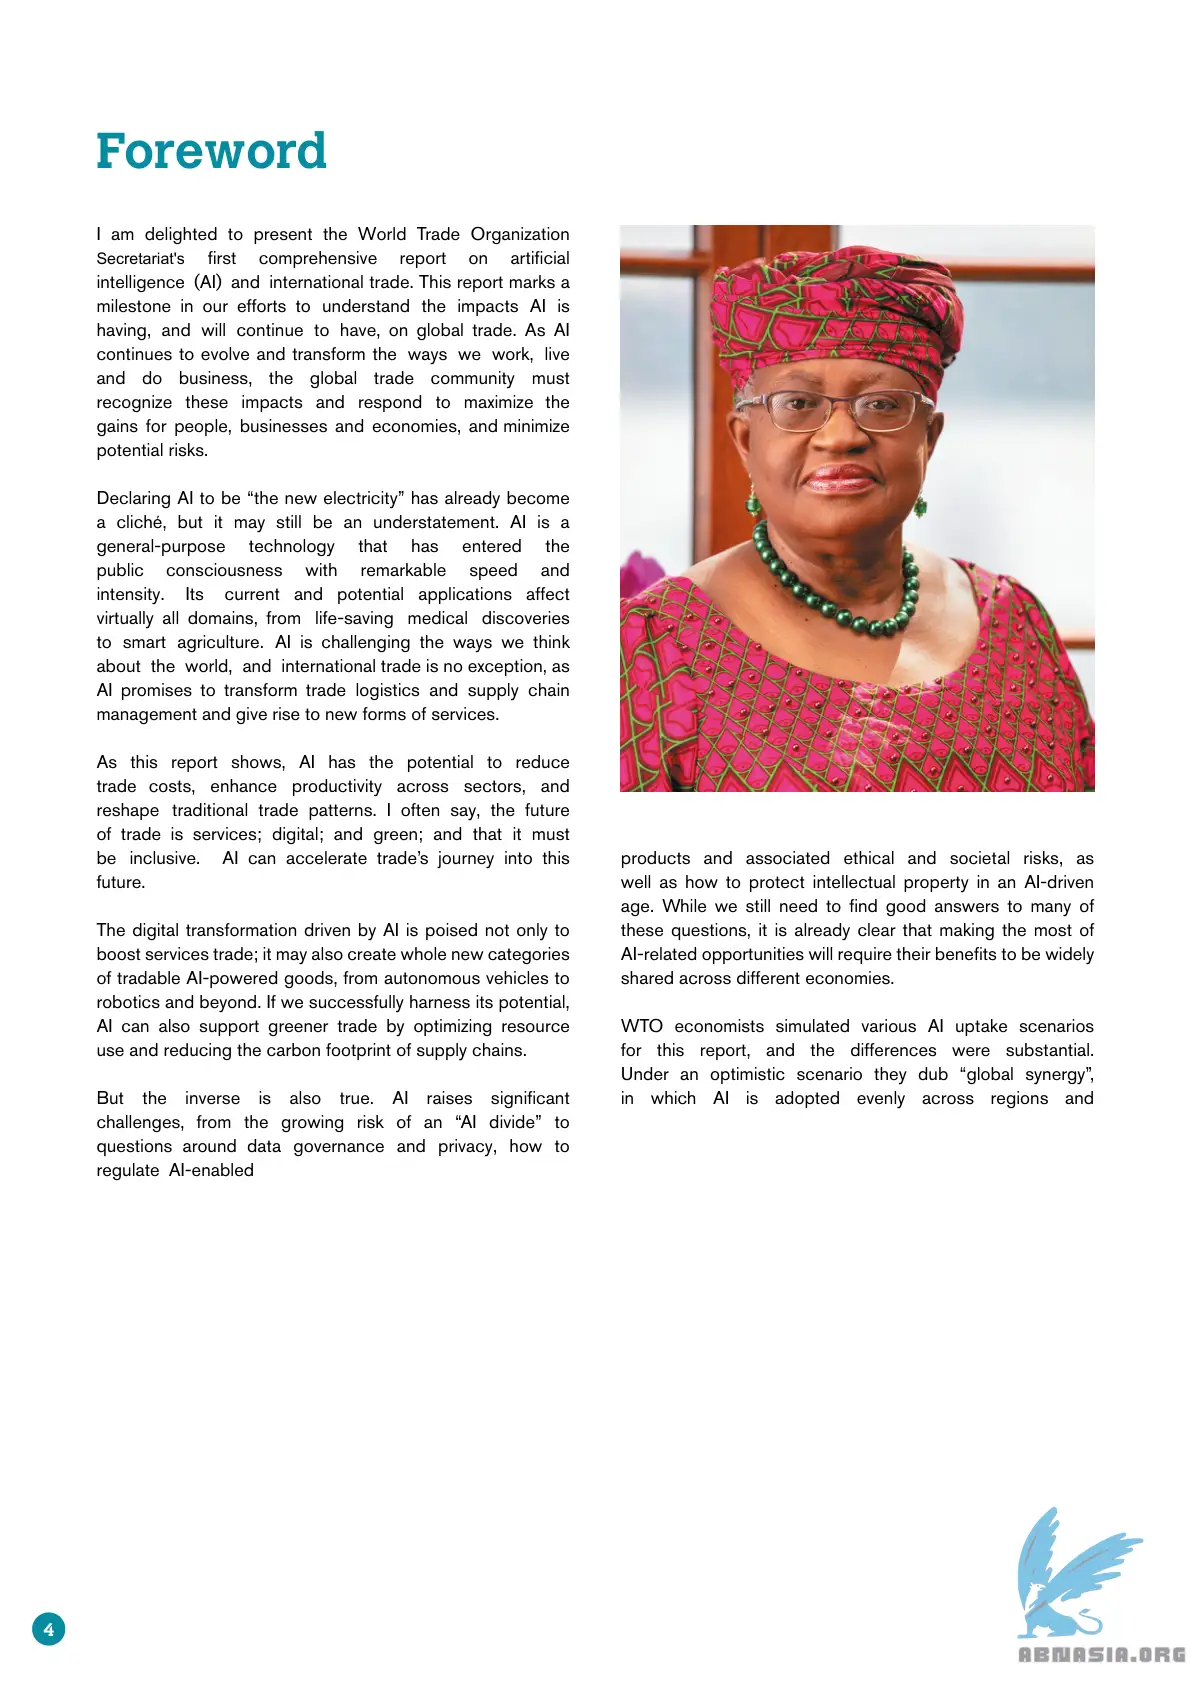 Foreword
I am delighted to present the World Trade Organization
Secretariat's first comprehensive report on artificial
intelligence (AI) and international trade. This report marks a
milestone in our efforts to understand the impacts AI is
having, and will continue to have, on global trade. As AI
continues to evolve and transform the ways we work, live
and do business, the global trade community must
recognize these impacts and respond to maximize the
gains for people, businesses and economies, and minimize
potential risks.
Declaring AI to be “the new electricity” has already become
a cliché, but it may still be an understatement. AI is a
general-purpose technology that has entered the
public consciousness with remarkable speed and
intensity. Its current and potential applications affect
virtually all domains, from life-saving medical discoveries
to smart agriculture. AI is challenging the ways we think
about the world, and international trade is no exception, as
AI promises to transform trade logistics and supply chain
management and give rise to new forms of services.
As this report shows, AI has the potential to reduce
trade costs, enhance productivity across sectors, and
reshape traditional trade patterns. I often say, the future
of trade is services; digital; and green; and that it must
be inclusive. AI can accelerate trade’s journey into this
future.
The digital transformation driven by AI is poised not only to
boost services trade; it may also create whole new categories
of tradable AI-powered goods, from autonomous vehicles to
robotics and beyond. If we successfully harness its potential,
AI can also support greener trade by optimizing resource
use and reducing the carbon footprint of supply chains.
But the inverse is also true. AI raises significant
challenges, from the growing risk of an “AI divide” to
questions around data governance and privacy, how to
regulate AI-enabled
products and associated ethical and societal risks, as
well as how to protect intellectual property in an AI-driven
age. While we still need to find good answers to many of
these questions, it is already clear that making the most of
AI-related opportunities will require their benefits to be widely
shared across different economies.
WTO economists simulated various AI uptake scenarios
for this report, and the differences were substantial.
Under an optimistic scenario they dub “global synergy”,
in which AI is adopted evenly across regions and
4
ABNASIA.ORG